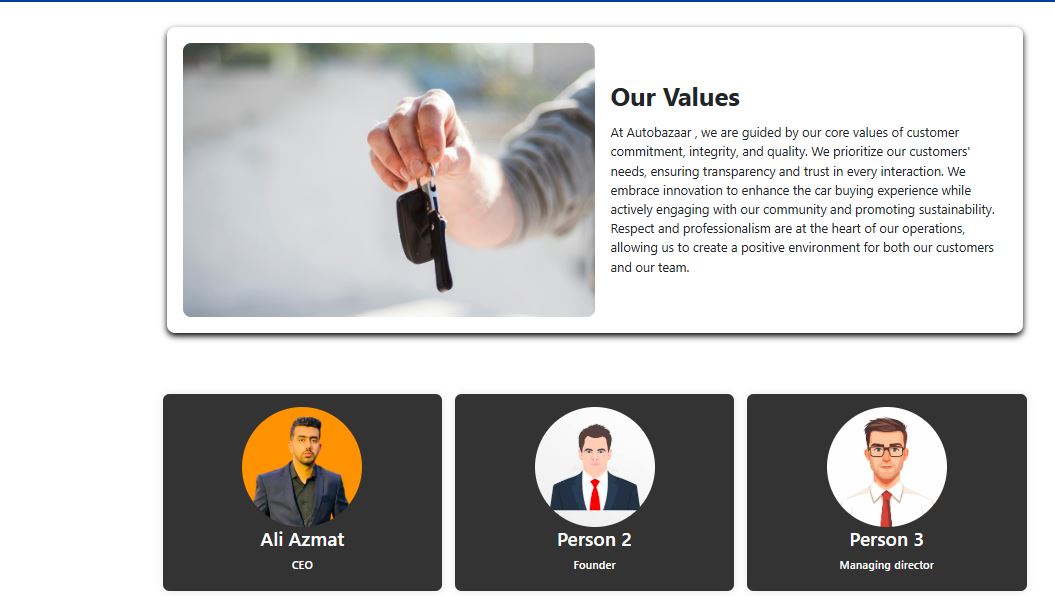 Our Values
At Autobazaar , we are guided by our core values of customer
commitment, integrity, and quality. We prioritize our customers'
needs, ensuring transparency and trust in every interaction. We
embrace innovation to enhance the car buying experience while
actively engaging with our community and promoting sustainability.
Respect and professionalism are at the heart of our operations,
allowing us to create a positive environment for both our customers
and our team.
Ali Azmat
CEO
Person 2
Founder
Person 3
Managing director